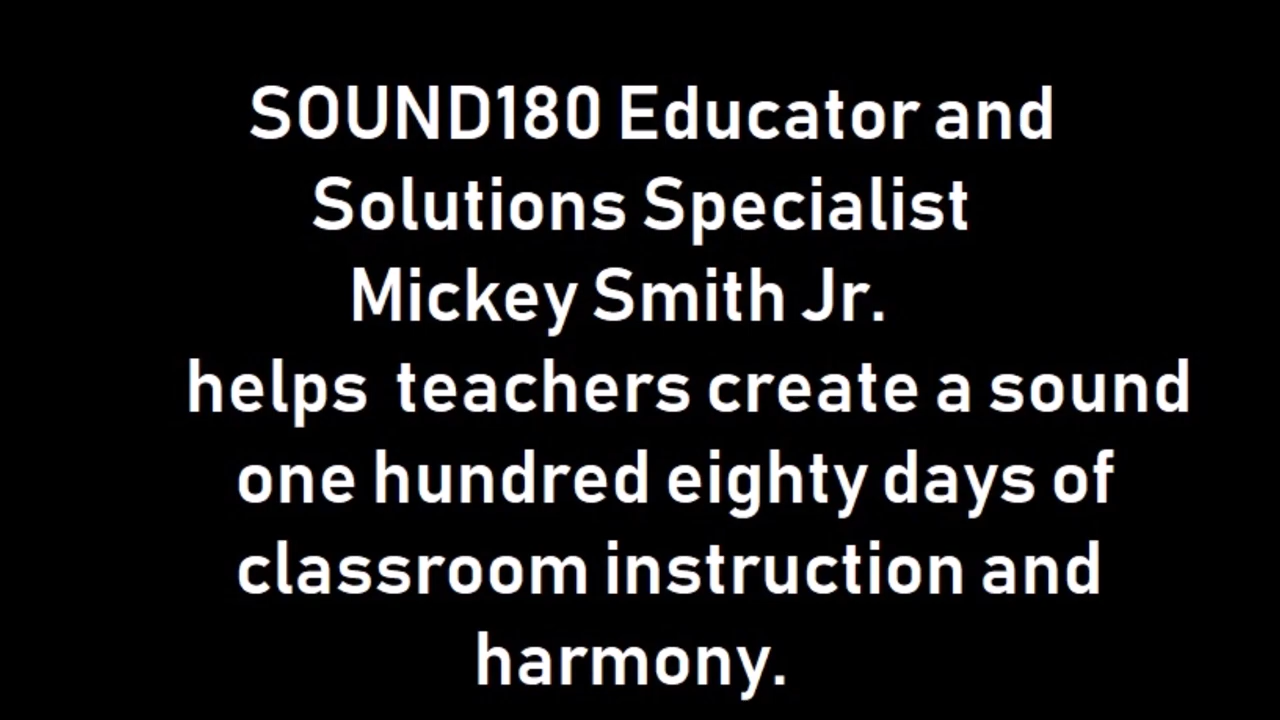 SOUND180 Educator and
Solutions Specialist
Mickey Smith Jr.
helps teachers create a sound
one hundred eighty days of
classroom instruction and
harmony.